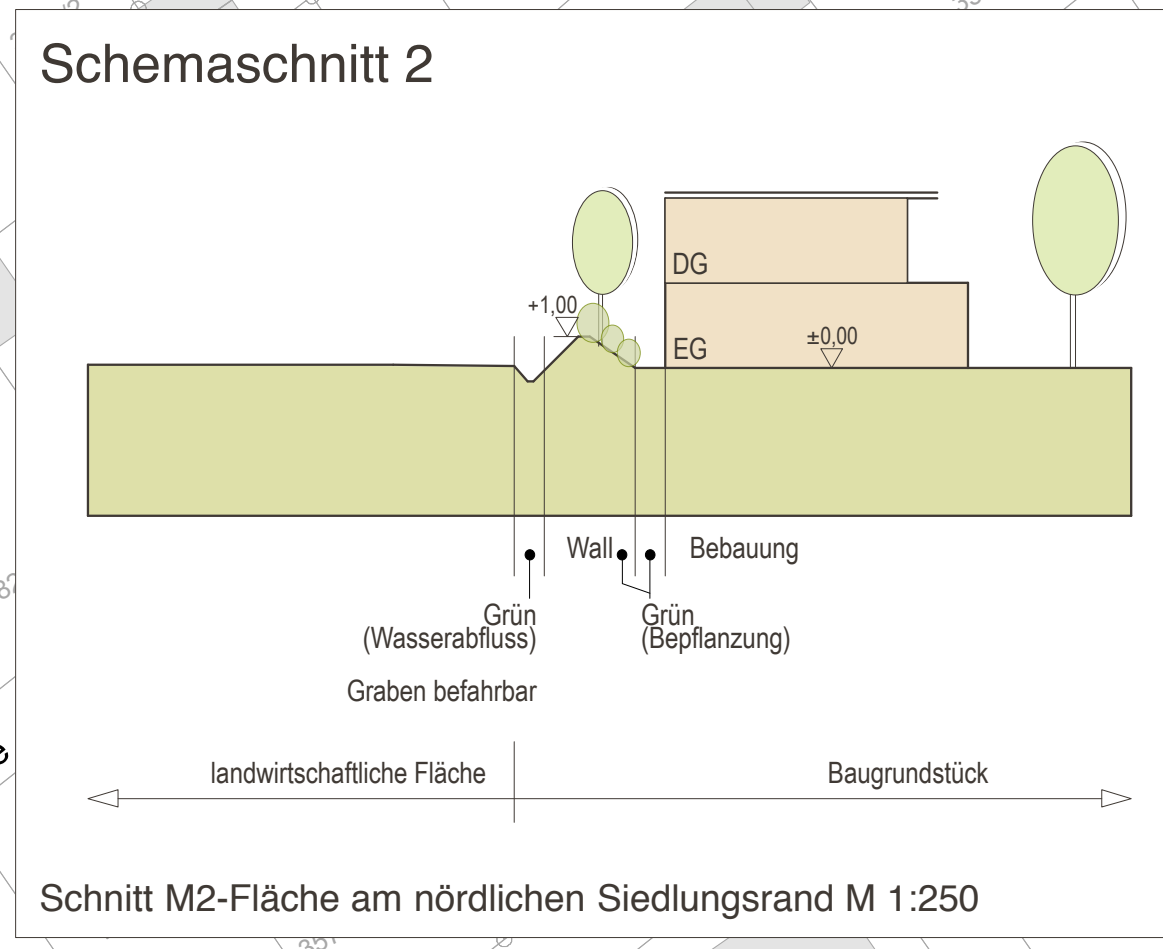 Schemaschnitt 2
DG
+1,00
±0,00
EG
Wall
Bebauung
Grün
(Wasserabfluss)
Grün
(Bepflanzung)
Graben befahrbar
landwirtschaftliche Fläche
Baugrundstück
Schnitt M2-Fläche am nördlichen Siedlungsrand M 1:250